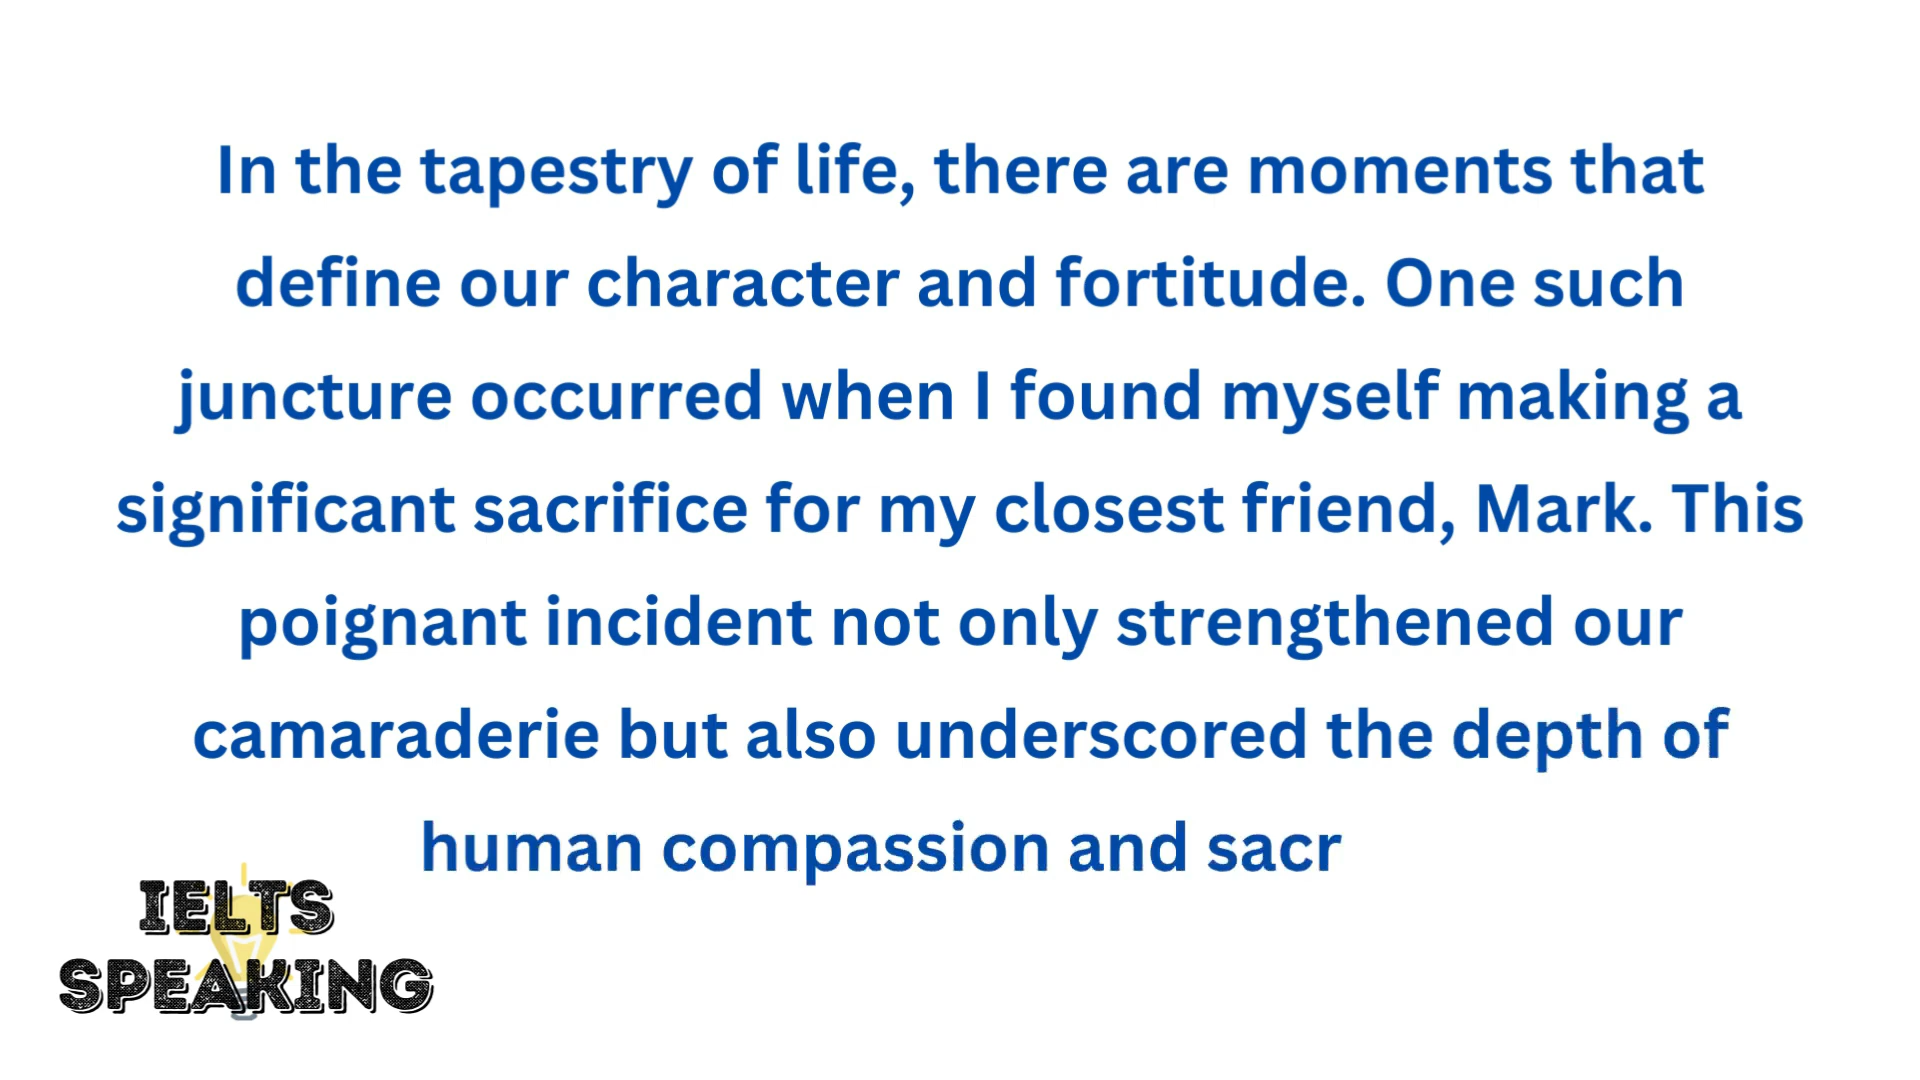 In the tapestry of life, there are moments that
define our character and fortitude. One such
juncture occurred when I found myself making a
significant sacrifice for my closest friend, Mark. This
poignant incident not only strengthened our
camaraderie but also underscored the depth of
human compassion and sacr
IELTS
SPEAKING